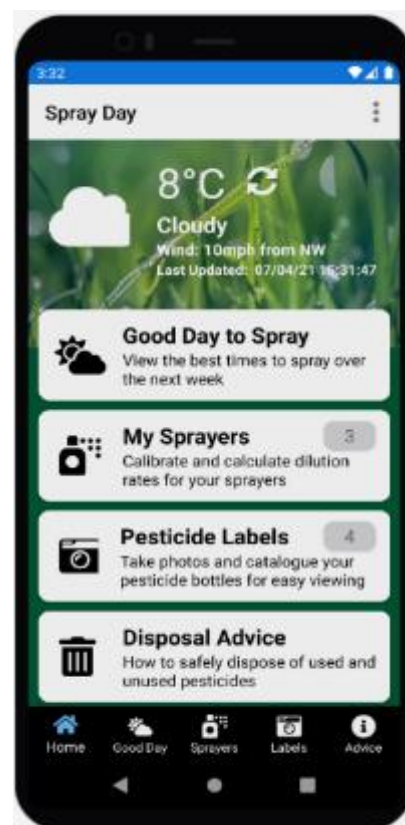 3:32
Spray Day
8°C
Cloudy
Wind: 10mph from NW
Last Updated: 07/04/21 15:31:47
Good Day to Spray
View the best times to spray over
the next week
My Sprayers 3
Calibrate and calculate dilution
rates for your sprayers
Pesticide Labels 4
Take photos and catalogue your
pesticide bottles for easy viewing
Disposal Advice
How to safely dispose of used and
unused pesticides
Home Good Day Sprayers Labels Advice